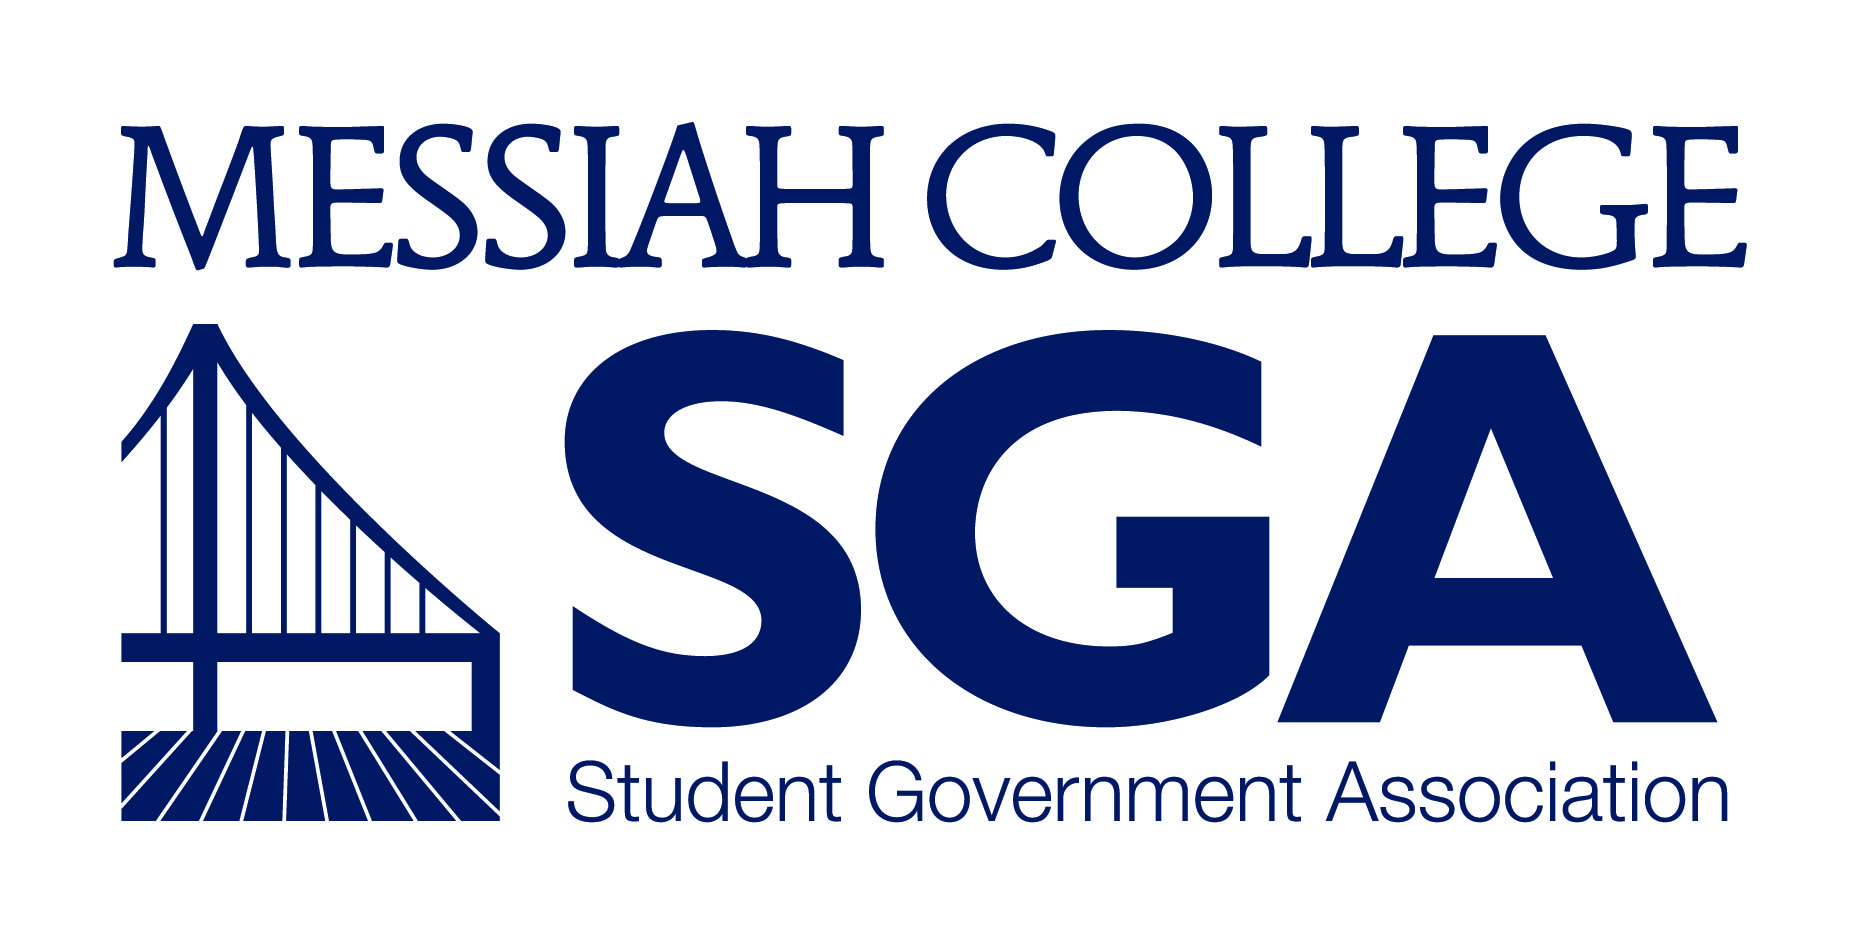 MESSIAH COLLEGE
SGA
Student Government Association